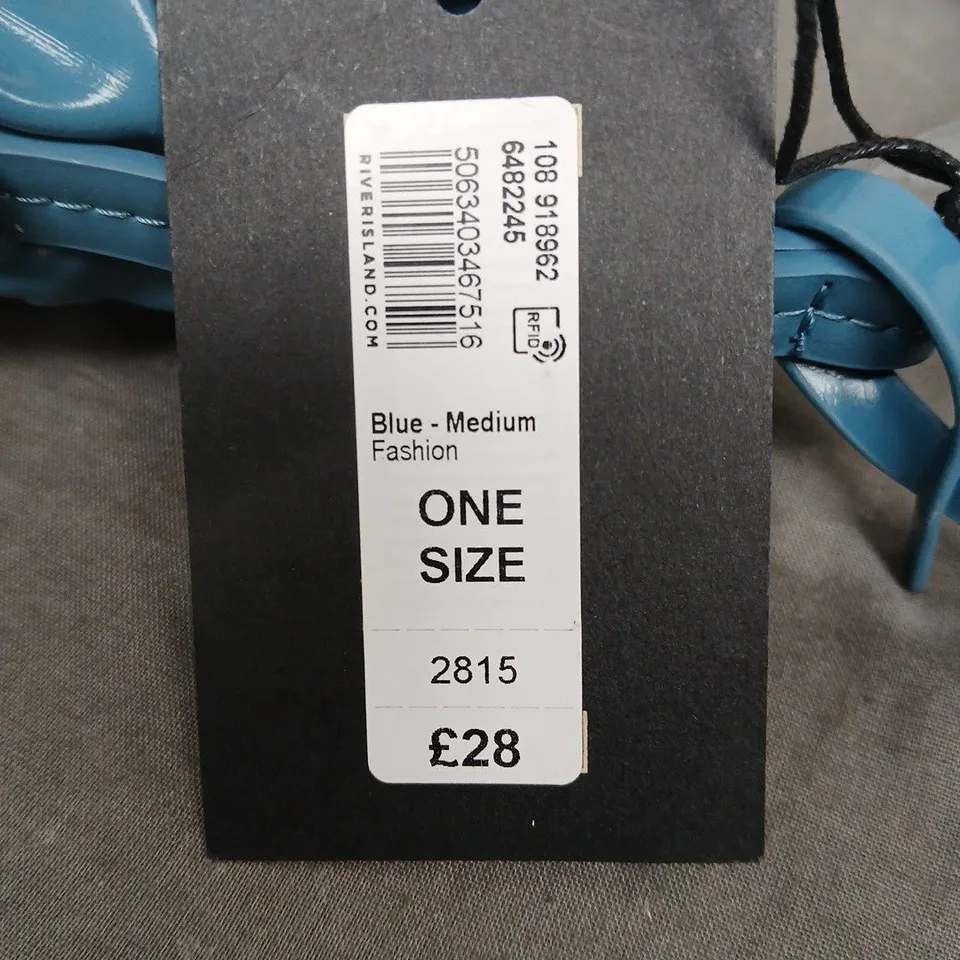 108 918962
6482245
RFID
5063403467516
RIVERISLAND.COM
Blue - Medium
Fashion
ONE
SIZE
2815
£28